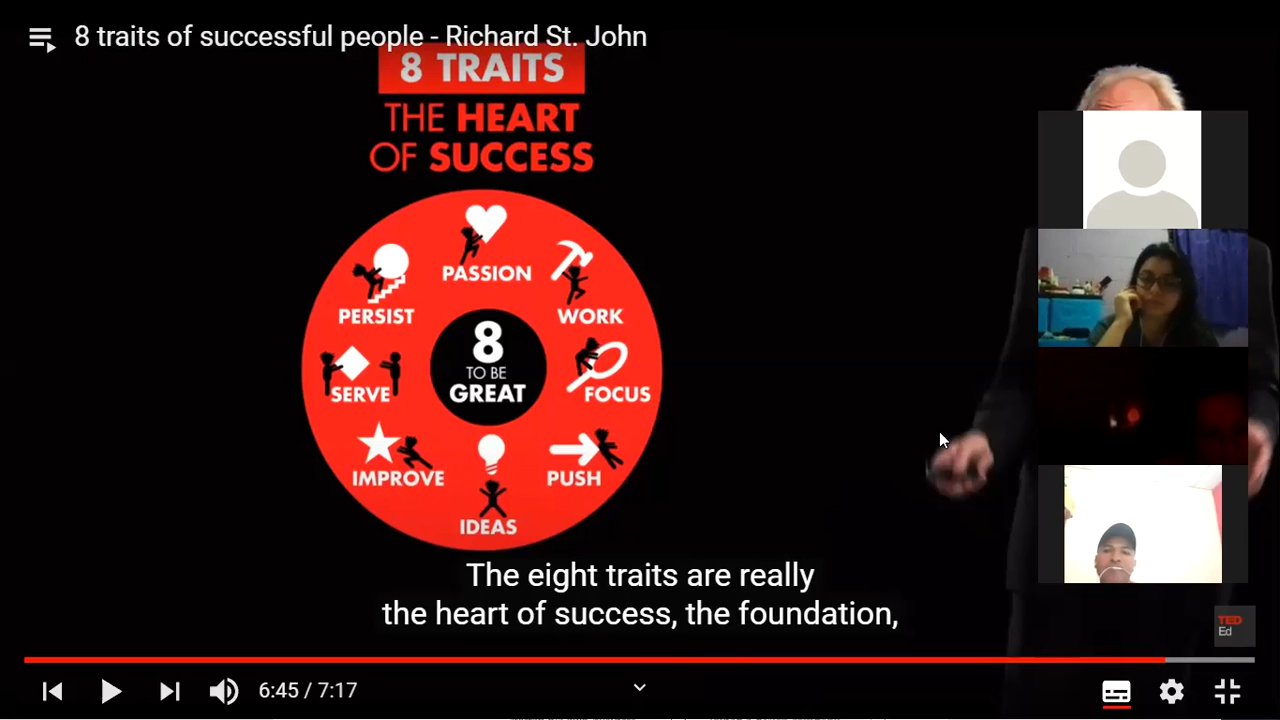 8 traits of successful people - Richard St. John
8 TRAITS
THE HEART
OF SUCCESS
PASSION
WORK
FOCUS
PUSH
IDEAS
IMPROVE
SERVE
PERSIST
8
TO BE
GREAT
The eight traits are really
the heart of success, the foundation,
TED
Ed
6:45 / 7:17